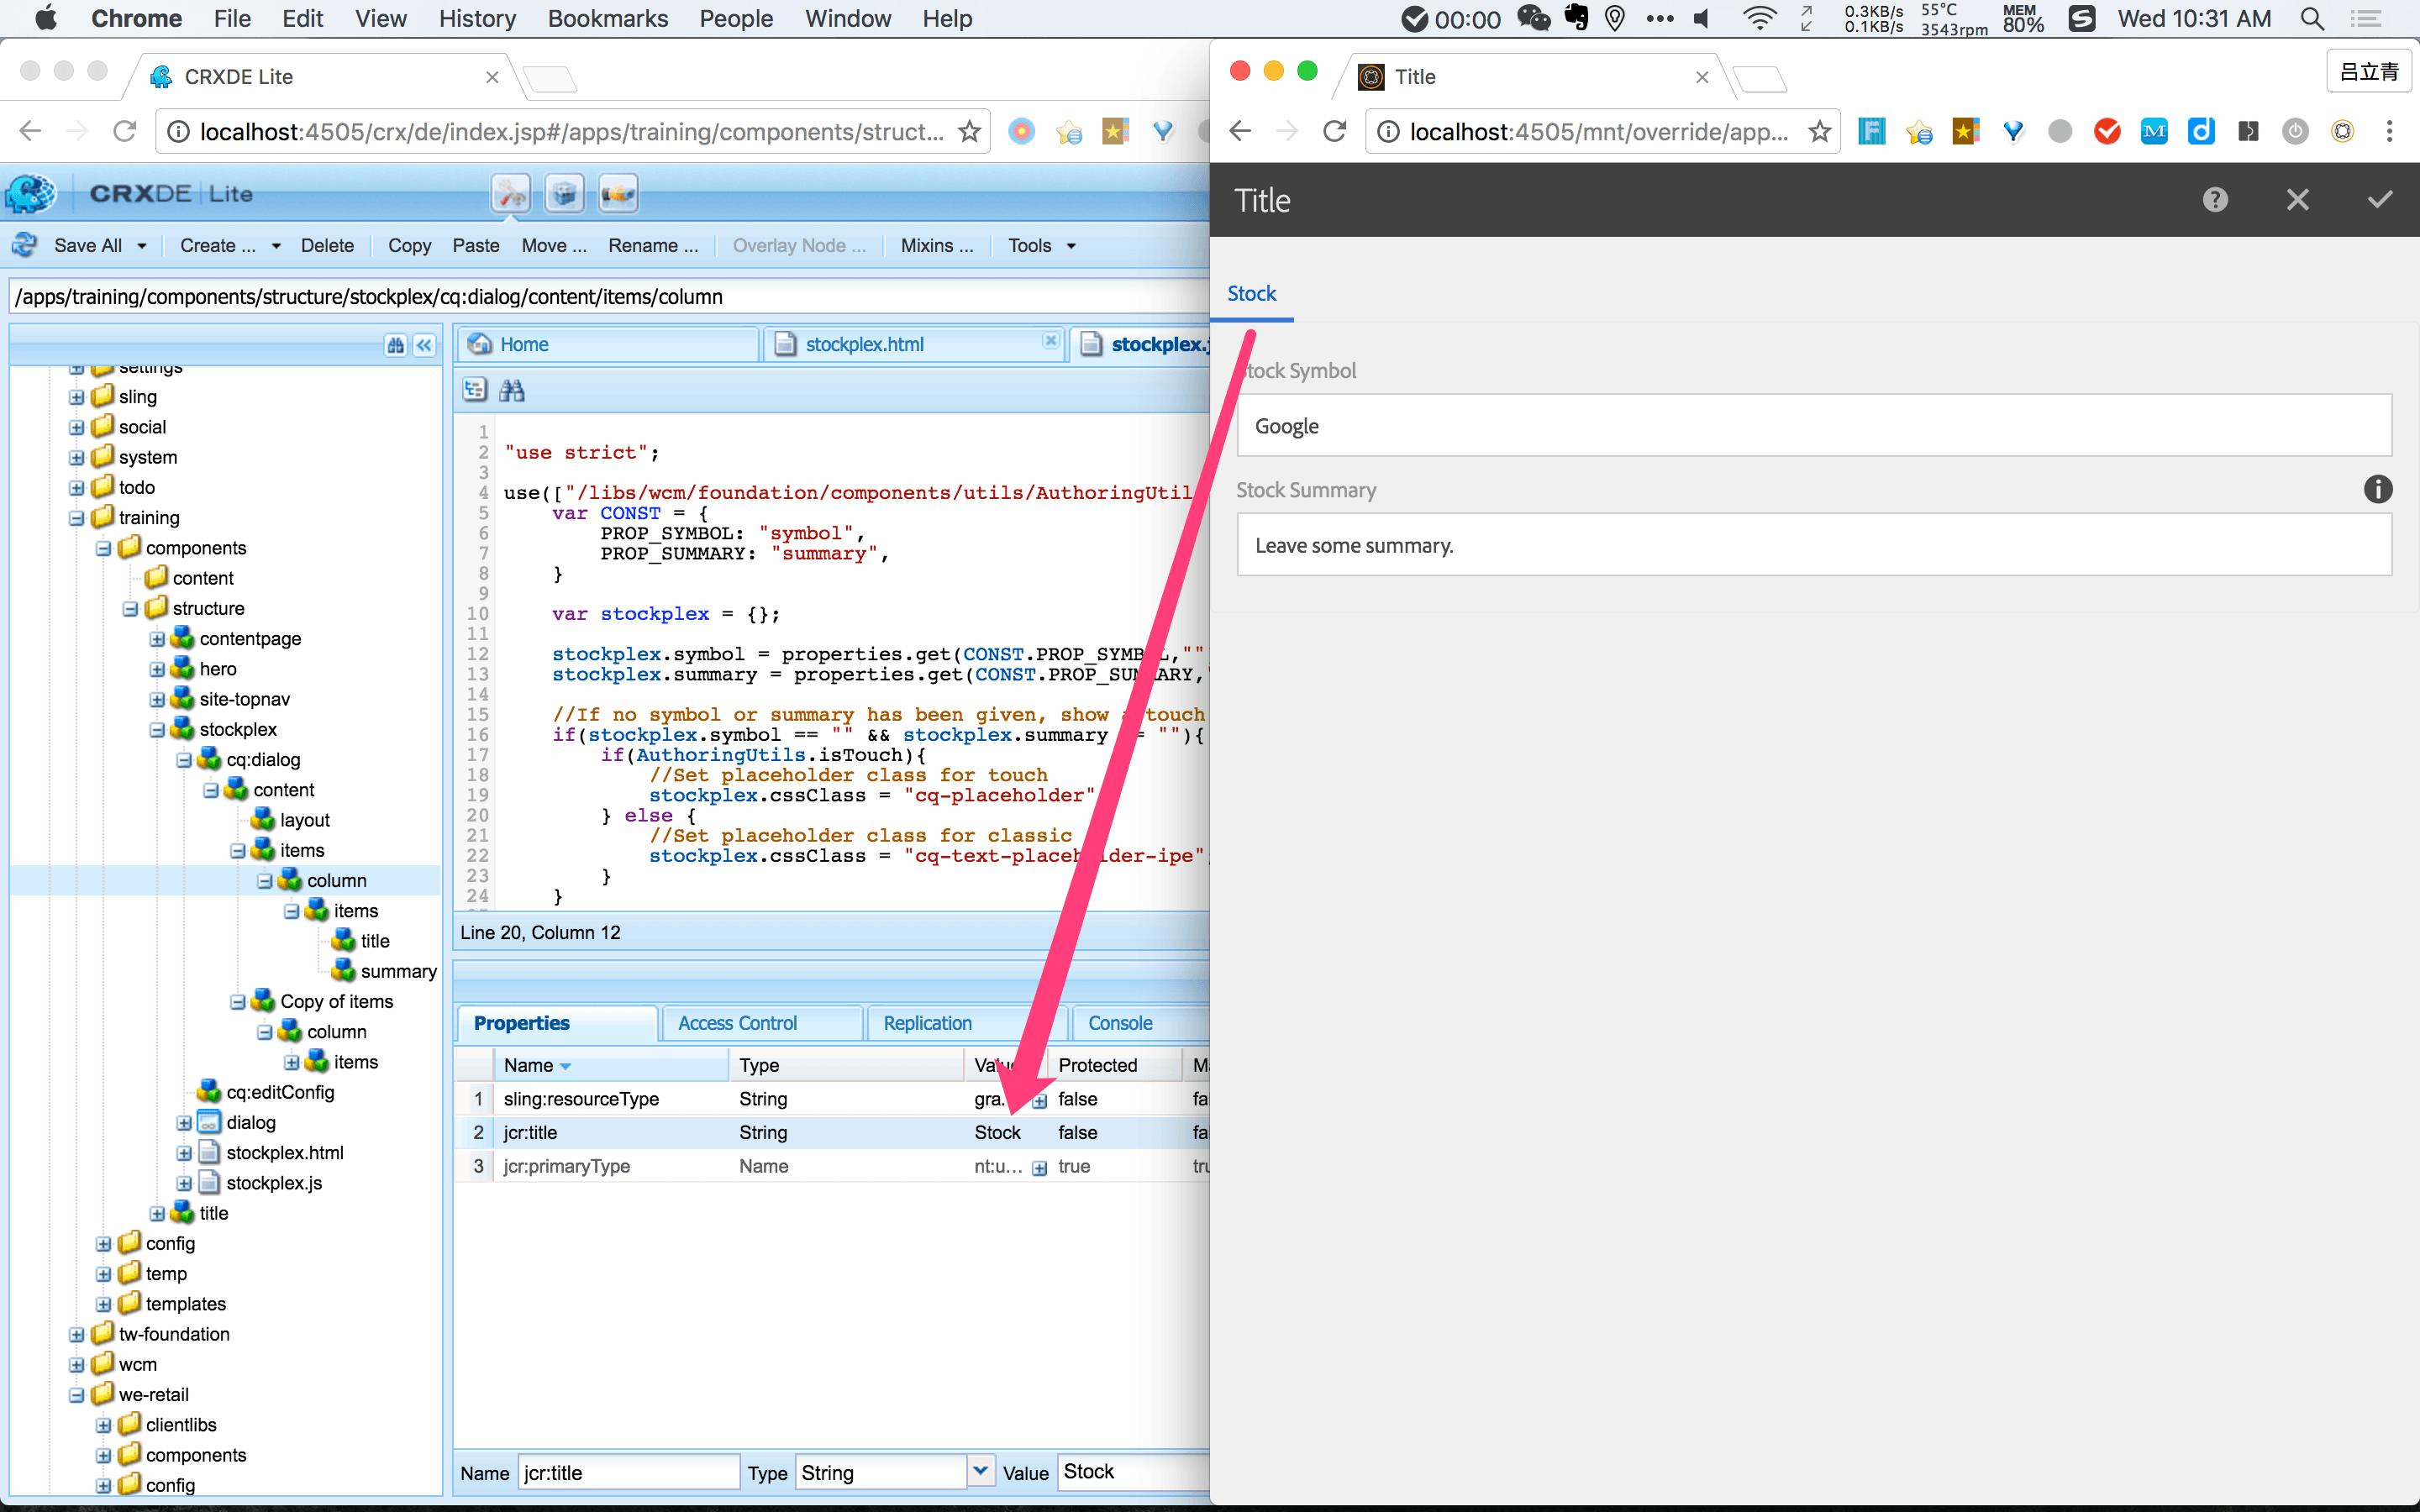 Chrome File Edit View History Bookmarks People Window Help 00:00 0.3KB/s 0.1KB/s 55°C 3543rpm MEM 80% Wed 10:31 AM
CRXDE Lite
localhost:4505/crx/de/index.jsp#/apps/training/components/struct...
CRXDE Lite
Save All Create ... Delete Copy Paste Move ... Rename ... Overlay Node ... Mixins ... Tools
/apps/training/components/structure/stockplex/cq:dialog/content/items/column
settings
sling
social
system
todo
training
components
content
structure
contentpage
hero
site-topnav
stockplex
cq:dialog
content
layout
items
column
items
title
summary
Copy of items
column
items
cq:editConfig
dialog
stockplex.html
stockplex.js
title
config
temp
templates
tw-foundation
wcm
we-retail
clientlibs
components
config
Home stockplex.html stockplex.j
1
2 "use strict";
3
4 use(["/libs/wcm/foundation/components/utils/AuthoringUtil
5 var CONST = {
6 PROP_SYMBOL: "symbol",
7 PROP_SUMMARY: "summary",
8 }
9
10 var stockplex = {};
11
12 stockplex.symbol = properties.get(CONST.PROP_SYMB L,""
13 stockplex.summary = properties.get(CONST.PROP_SUM ARY,
14
15 //If no symbol or summary has been given, show a touch
16 if(stockplex.symbol == "" && stockplex.summary = ""){
17 if(AuthoringUtils.isTouch){
18 //Set placeholder class for touch
19 stockplex.cssClass = "cq-placeholder"
20 } else {
21 //Set placeholder class for classic
22 stockplex.cssClass = "cq-text-placeh lder-ipe";
23 }
24 }
Line 20, Column 12
Properties Access Control Replication Console
Name Type Value Protected Ma
1 sling:resourceType String gra... false fa
2 jcr:title String Stock false fa
3 jcr:primaryType Name nt:u... true tru
Name jcr:title Type String Value Stock
Title
吕立青
localhost:4505/mnt/override/app...
Title
Stock
tock Symbol
Google
Stock Summary
Leave some summary.